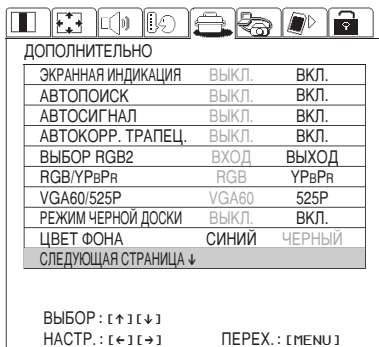 ДОПОЛНИТЕЛЬНО
ЭКРАННАЯ ИНДИКАЦИЯ ВЫКЛ. ВКЛ.
АВТОПОИСК ВЫКЛ. ВКЛ.
АВТОСИГНАЛ ВЫКЛ. ВКЛ.
АВТОКОРР. ТРАПЕЦ. ВЫКЛ. ВКЛ.
ВЫБОР RGB2 ВХОД ВЫХОД
RGB/YPBPR RGB YPBPR
VGA60/525P VGA60 525P
РЕЖИМ ЧЕРНОЙ ДОСКИ ВЫКЛ. ВКЛ.
ЦВЕТ ФОНА СИНИЙ ЧЕРНЫЙ
СЛЕДУЮЩАЯ СТРАНИЦА ↓
ВЫБОР : [↑][↓]
НАСТР. : [←][→] ПЕРЕХ. : [MENU]